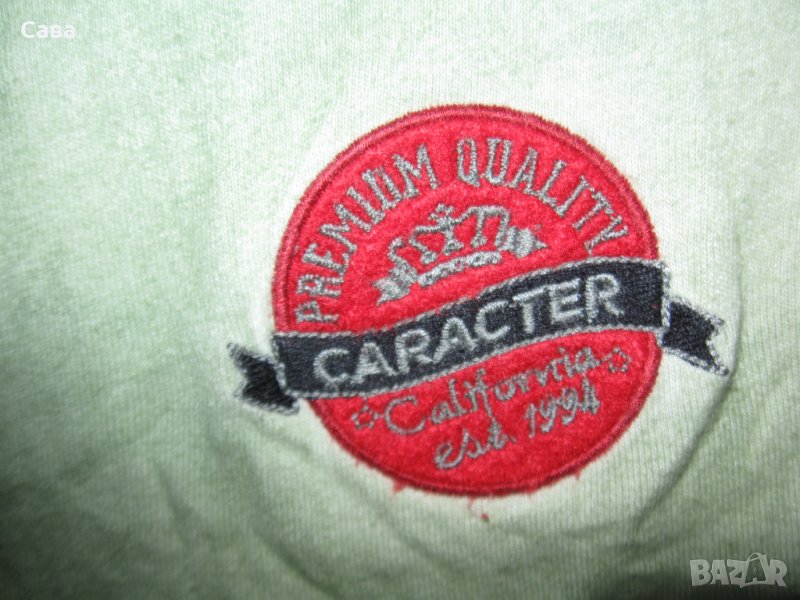 Сава
PREMIUM QUALITY
CARACTER
California
est. 1994
BAZAR